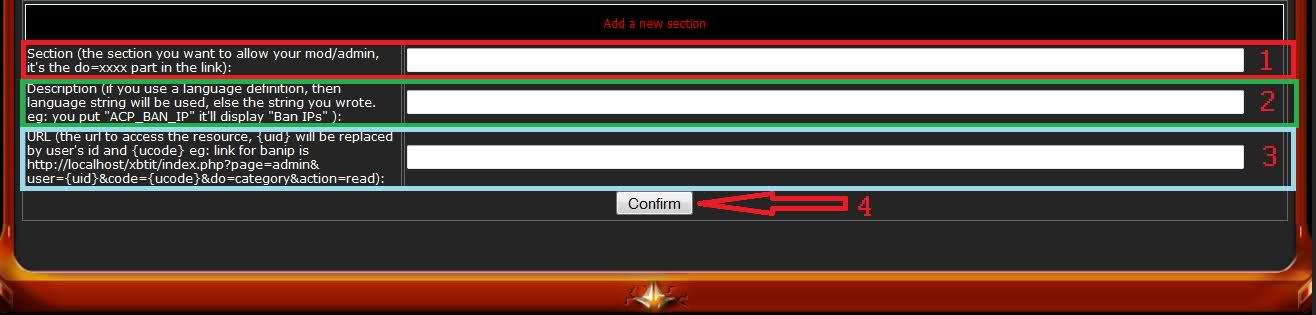 Add a new section
Section (the section you want to allow your mod/admin,
it's the do=xxxx part in the link):
1
Description (if you use a language definition, then
language string will be used, else the string you wrote.
eg: you put "ACP_BAN_IP" it'll display "Ban IPs" ):
2
URL (the url to access the resource, {uid} will be replaced
by user's id and {ucode} eg: link for banip is
http://localhost/xbtit/index.php?page=admin&
user={uid}&code={ucode}&do=category&action=read):
3
Confirm
4